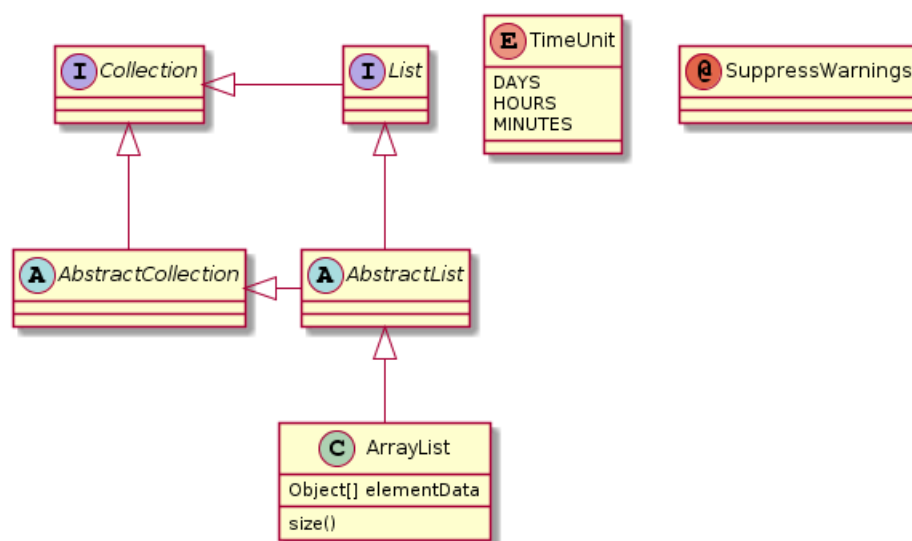 I Collection
I List
E TimeUnit
DAYS
HOURS
MINUTES
@ SuppressWarnings
A AbstractCollection
A AbstractList
C ArrayList
Object[] elementData
size()